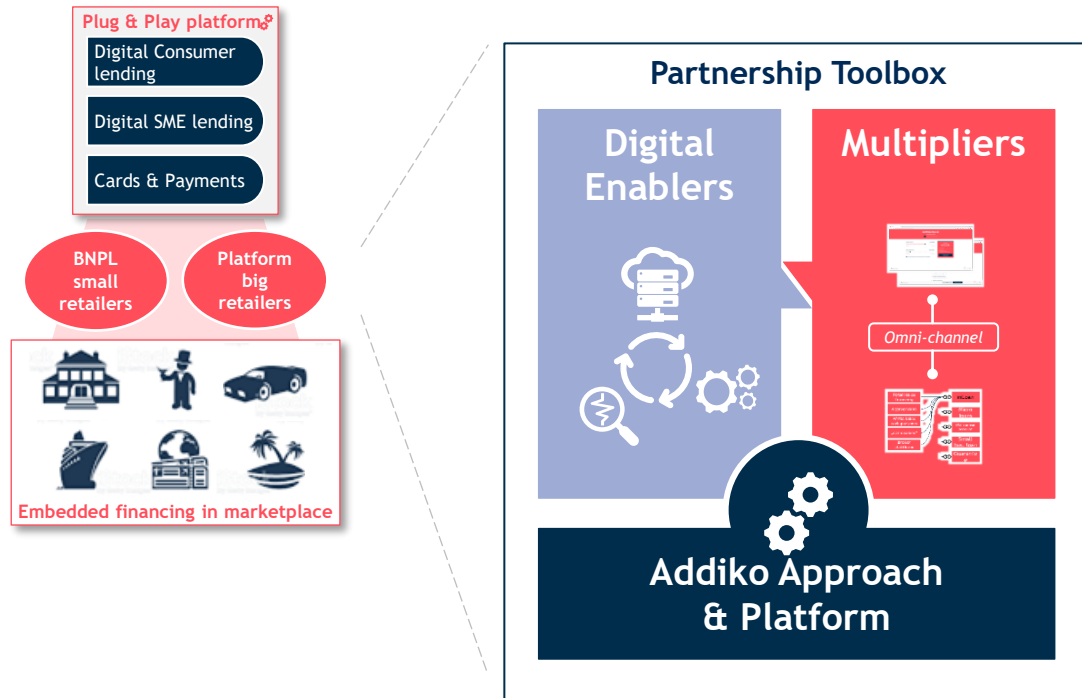 Plug & Play platform
Digital Consumer
lending
Digital SME lending
Cards & Payments
BNPL
small
retailers
Platform
big
retailers
Embedded financing in marketplace
Partnership Toolbox
Digital
Enablers
Multipliers
Omni-channel
Addiko Approach
& Platform